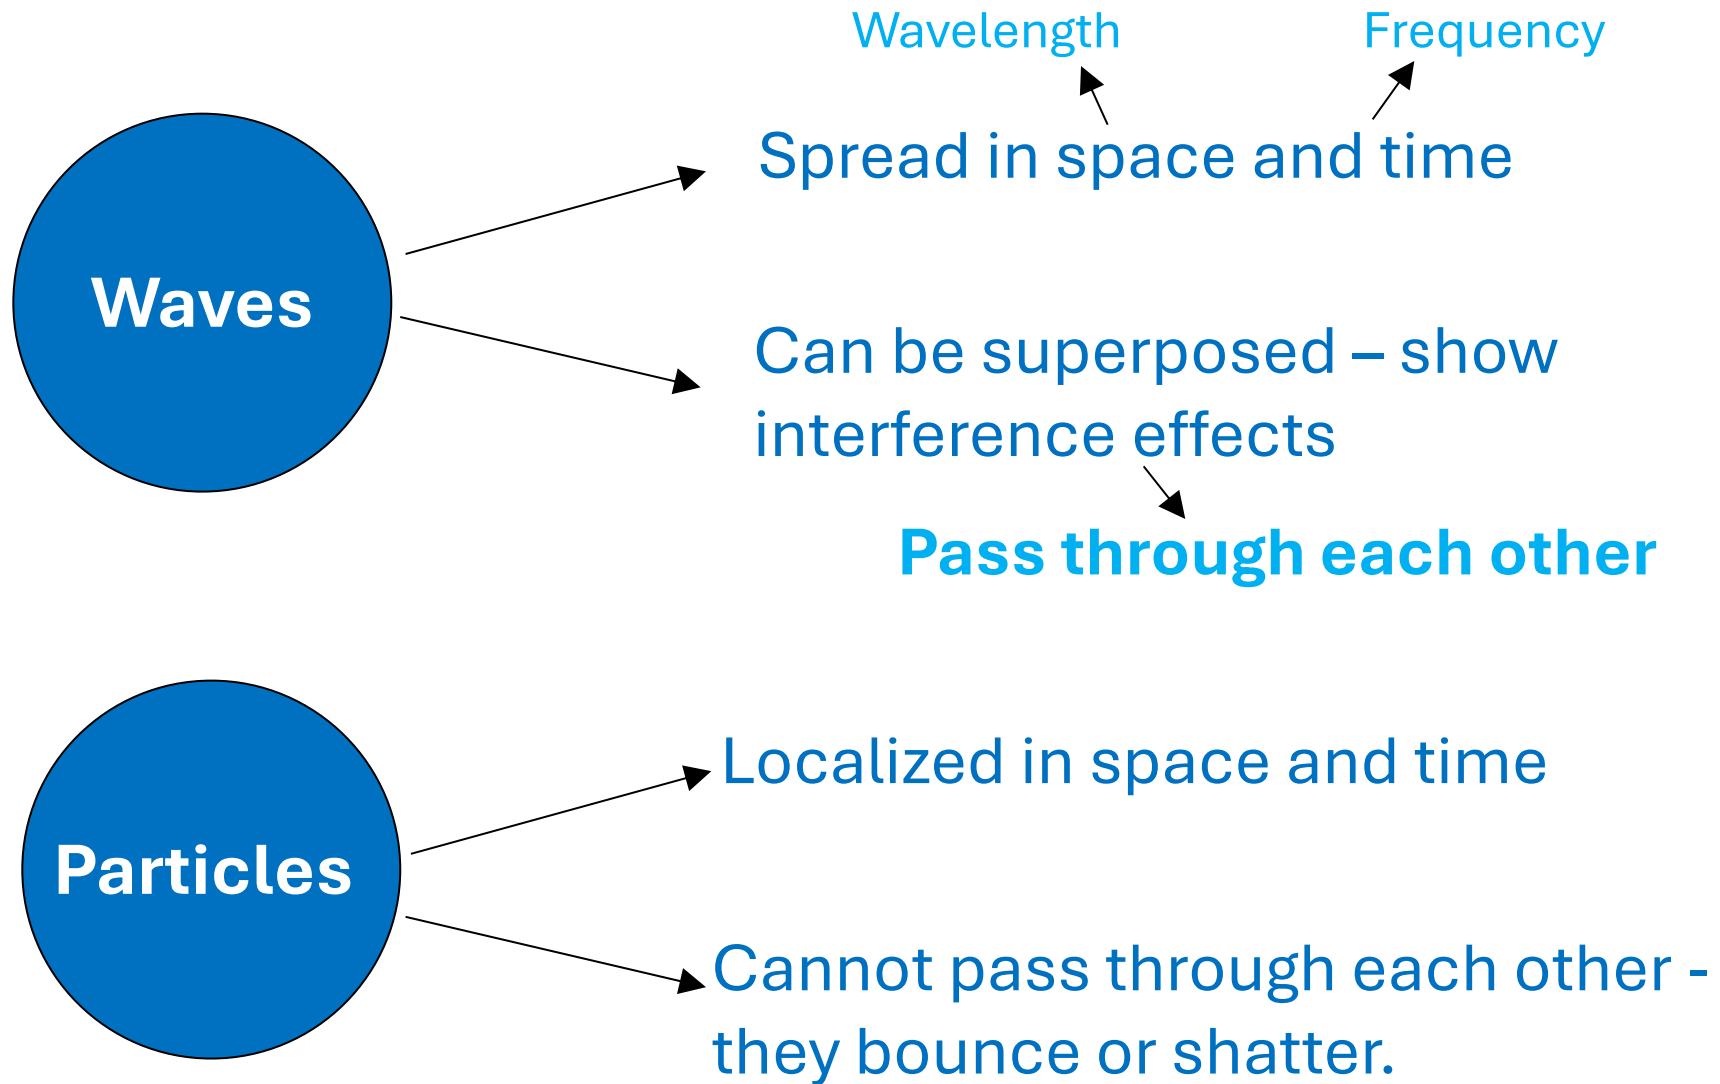 Wavelength
Frequency
Spread in space and time
Waves
Can be superposed – show
interference effects
Pass through each other
Localized in space and time
Particles
Cannot pass through each other -
they bounce or shatter.